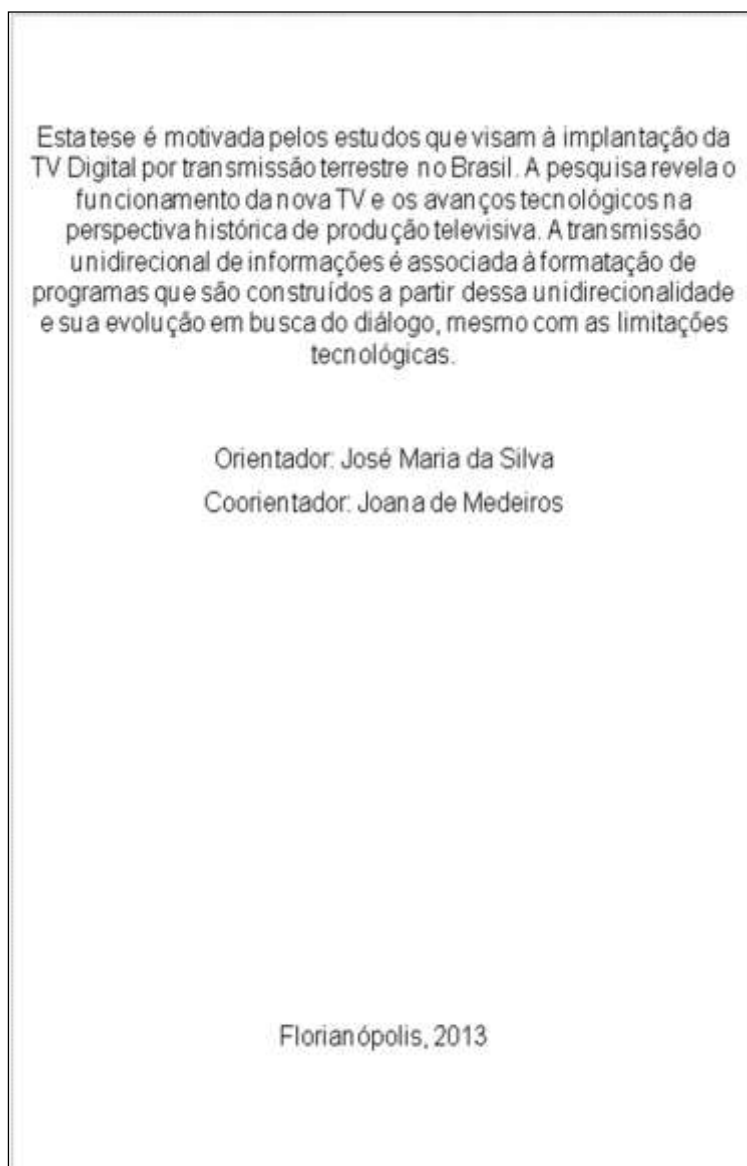 Esta tese é motivada pelos estudos que visam à implantação da
TV Digital por transmissão terrestre no Brasil. A pesquisa revela o
funcionamento da nova TV e os avanços tecnológicos na
perspectiva histórica de produção televisiva. A transmissão
unidirecional de informações é associada à formatação de
programas que são construídos a partir dessa unidirecionalidade
e sua evolução em busca do diálogo, mesmo com as limitações
tecnológicas.
Orientador: José Maria da Silva
Coorientador: Joana de Medeiros
Florianópolis, 2013